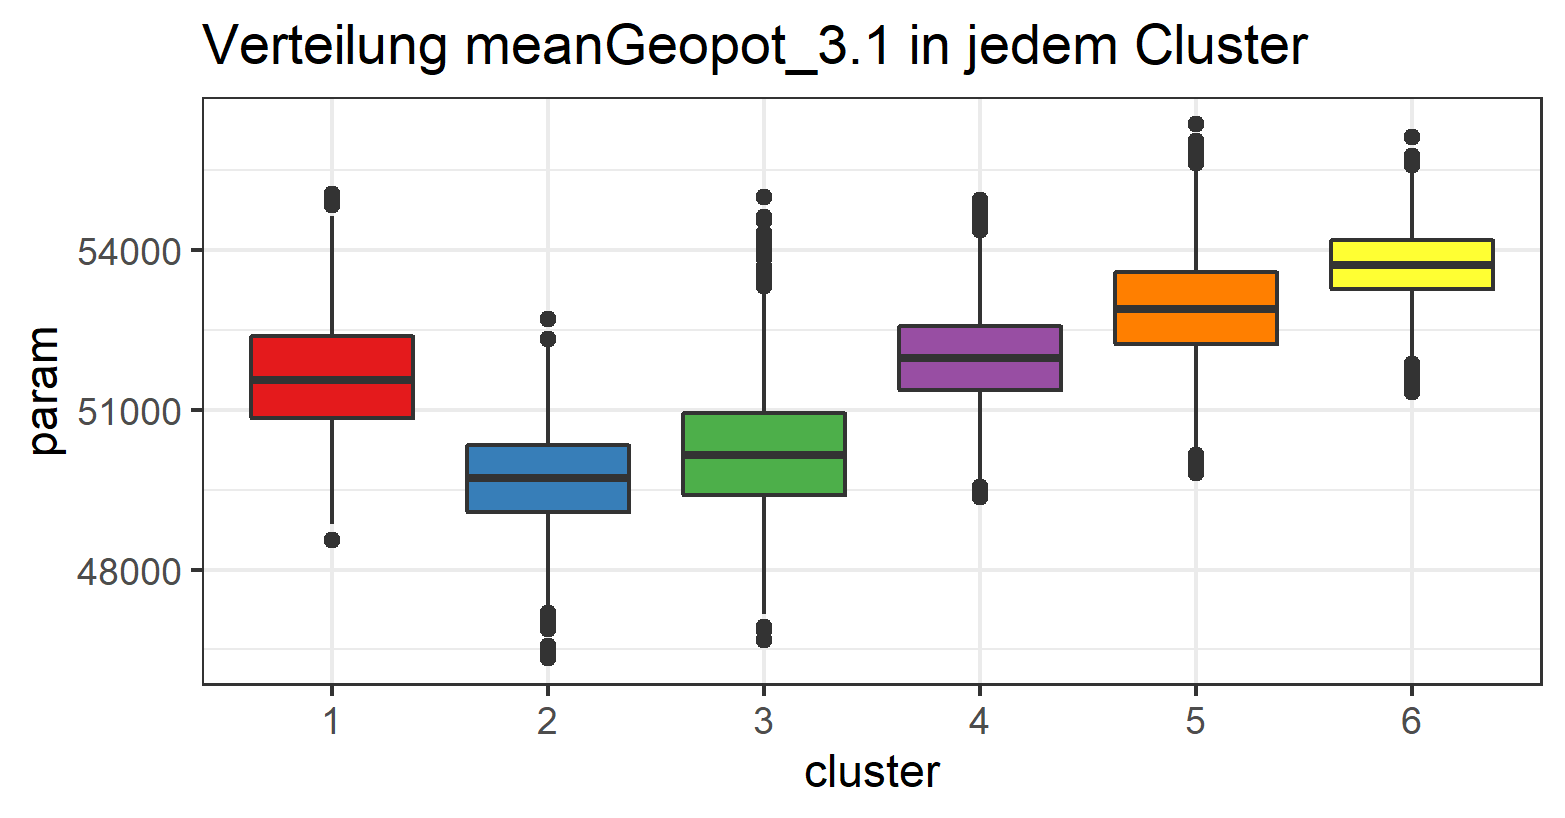 Verteilung meanGeopot_3.1 in jedem Cluster
param
54000
51000
48000
1 2 3 4 5 6
cluster